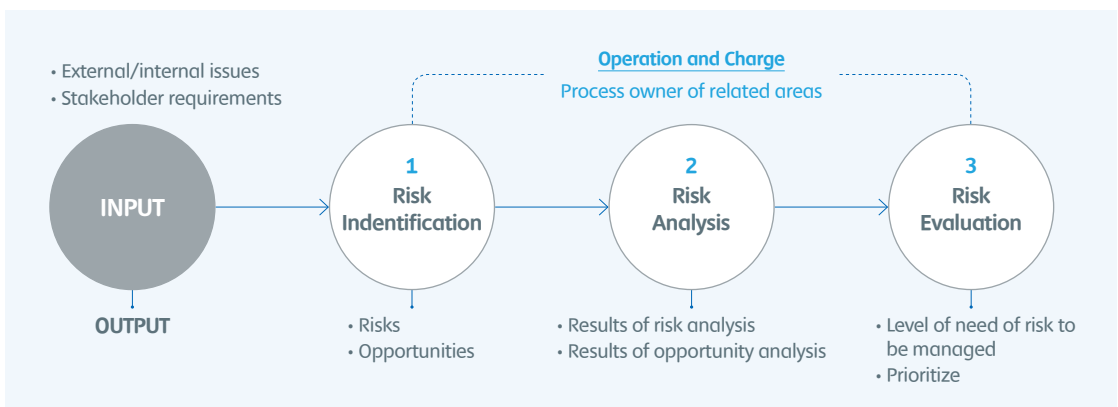 • External/internal issues
• Stakeholder requirements
Operation and Charge
Process owner of related areas
INPUT
1
Risk
Indentification
2
Risk
Analysis
3
Risk
Evaluation
OUTPUT
• Risks
• Opportunities
• Results of risk analysis
• Results of opportunity analysis
• Level of need of risk to
be managed
• Prioritize